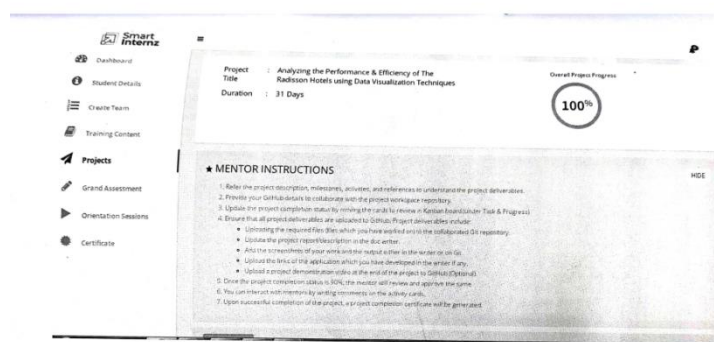 Smart
Internz
Dashboard
Student Details
Create Team
Training Content
Projects
Grand Assessment
Orientation Sessions
Certificate
Project Title : Analyzing the Performance & Efficiency of The
Radisson Hotels using Data Visualization Techniques
Duration : 31 Days
Overall Project Progress
100%
★ MENTOR INSTRUCTIONS
HIDE
1. Refer the project description, milestones, activities, and references to understand the project deliverables.
2. Provide your GitHub details to collaborate with the project workspace repository.
3. Update the project completion status by moving the cards to review in Kanban board(under Task & Progress)
4. Ensure that all project deliverables are uploaded to Github. Project deliverables include:
Uploading the required files (files which you have worked on) to the collaborated Git repository.
Update the project report/description in the doc writer.
Add the screenshots of your work and the output either in the writer or on Git.
Upload the links of the application which you have developed in the writer if any.
Upload a project demonstration video at the end of the project to GitHub(Optional)
5. Once the project completion status is 90%, the mentor will review and approve the same.
6. You can interact with mentors by writing comments on the activity cards.
7. Upon successful completion of the project, a project completion certificate will be generated.